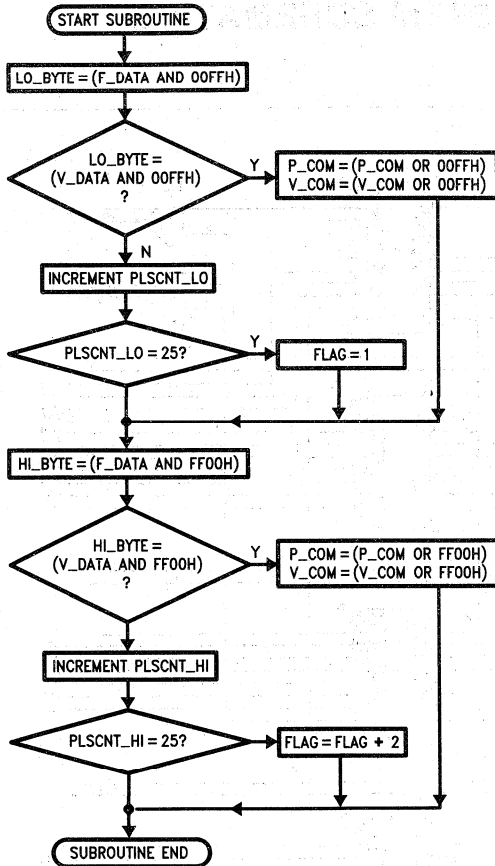 START SUBROUTINE
LO_BYTE = (F_DATA AND 00FFH)
LO_BYTE =
(V_DATA AND 00FFH)
?
Y
P_COM = (P_COM OR 00FFH)
V_COM = (V_COM OR 00FFH)
N
INCREMENT PLSCNT_LO
PLSCNT_LO = 25?
Y
FLAG = 1
HI_BYTE = (F_DATA AND FF00H)
HI_BYTE =
(V_DATA AND FF00H)
?
Y
P_COM = (P_COM OR FF00H)
V_COM = (V_COM OR FF00H)
INCREMENT PLSCNT_HI
PLSCNT_HI = 25?
FLAG = FLAG + 2
SUBROUTINE END